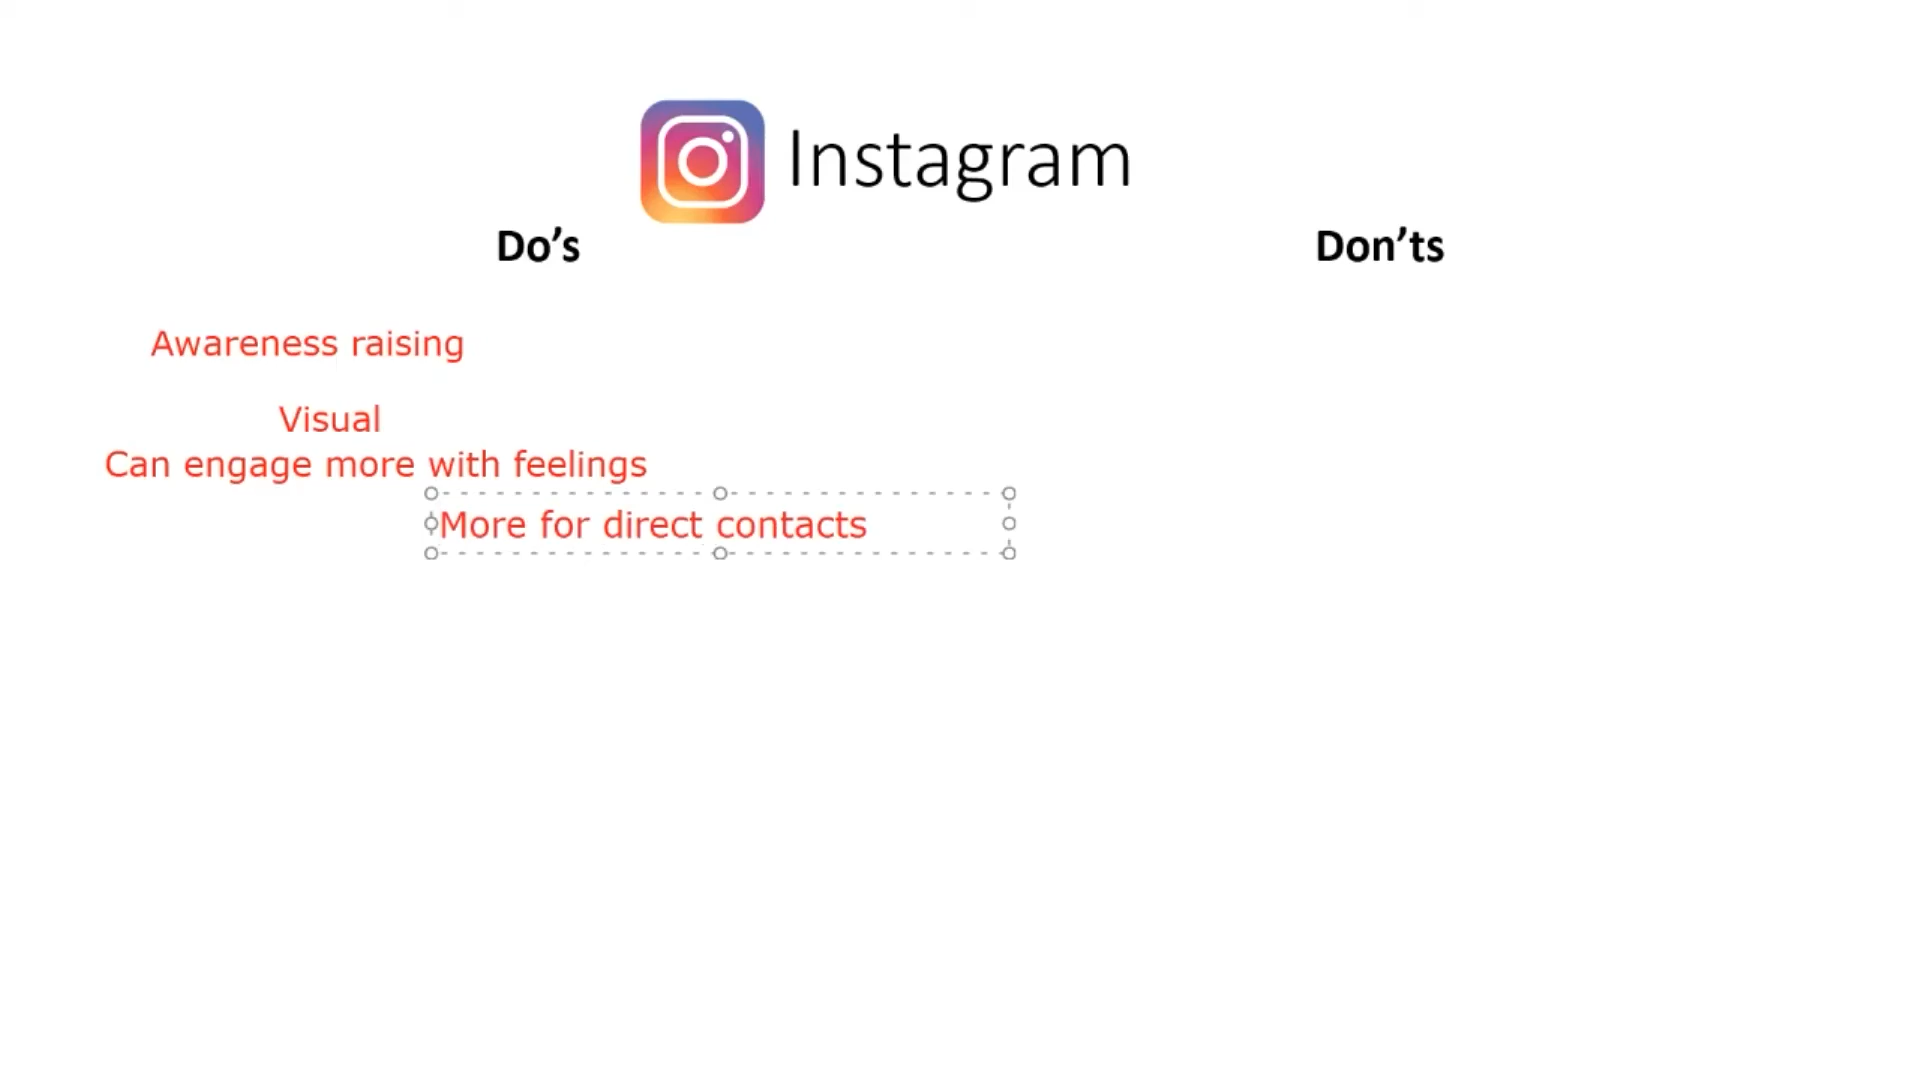 Instagram
Do’s
Don’ts
Awareness raising
Visual
Can engage more with feelings
More for direct contacts